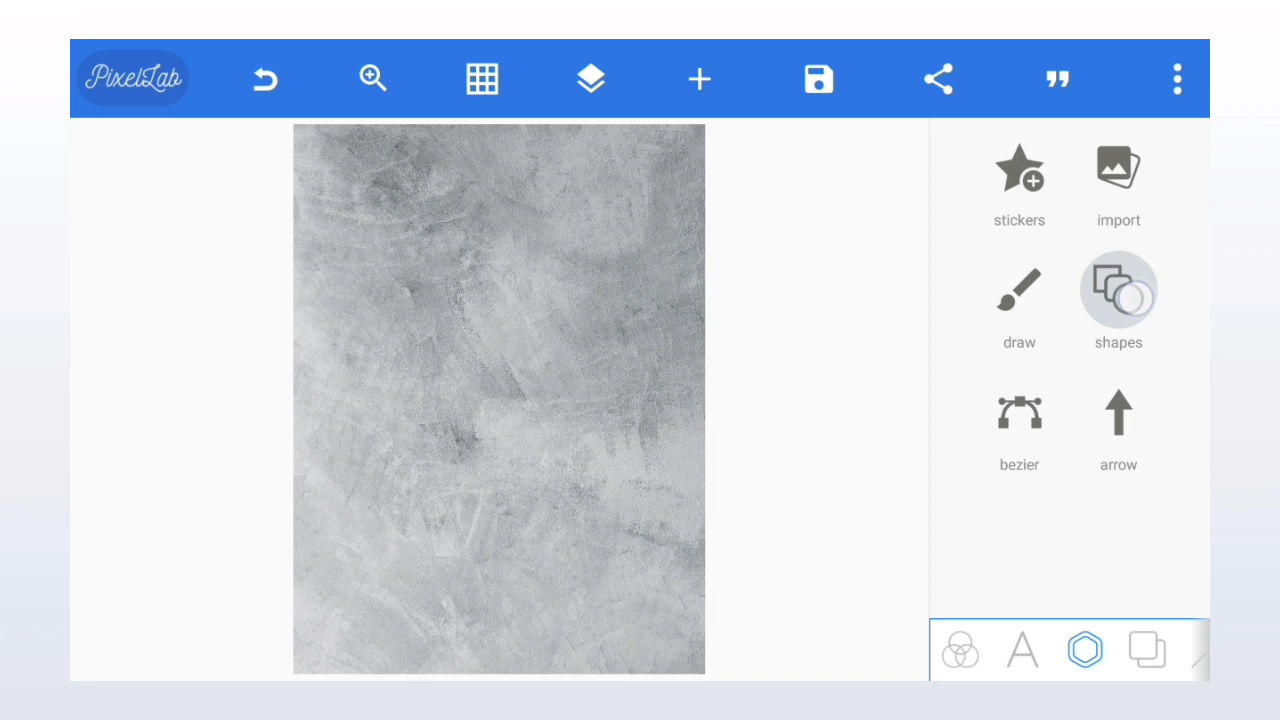 PixelLab
stickers
import
draw
shapes
bezier
arrow